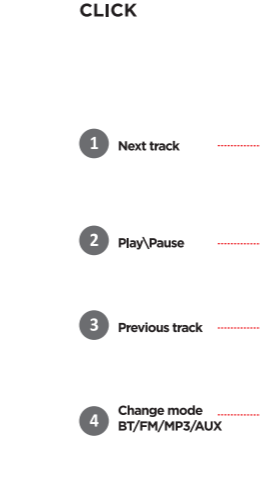 CLICK
1 Next track
2 Play\Pause
3 Previous track
4 Change mode
BT/FM/MP3/AUX